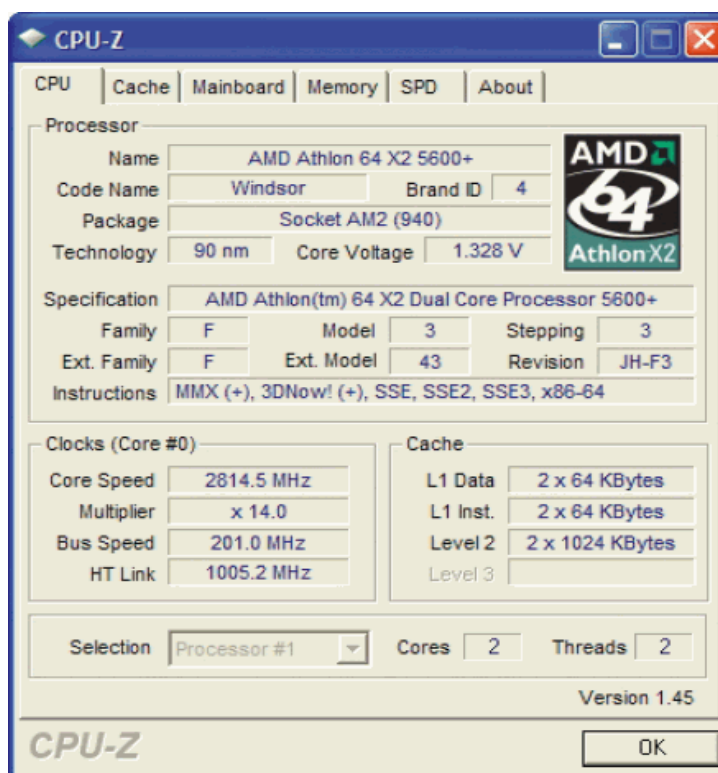 CPU-Z
CPU Cache Mainboard Memory SPD About
Processor
Name AMD Athlon 64 X2 5600+
Code Name Windsor Brand ID 4
Package Socket AM2 (940)
Technology 90 nm Core Voltage 1.328 V
AMD
64
Athlon X2
Specification AMD Athlon(tm) 64 X2 Dual Core Processor 5600+
Family F Model 3 Stepping 3
Ext. Family F Ext. Model 43 Revision JH-F3
Instructions MMX (+), 3DNow! (+), SSE, SSE2, SSE3, x86-64
Clocks (Core #0)
Core Speed 2814.5 MHz
Multiplier x 14.0
Bus Speed 201.0 MHz
HT Link 1005.2 MHz
Cache
L1 Data 2 x 64 KBytes
L1 Inst. 2 x 64 KBytes
Level 2 2 x 1024 KBytes
Level 3
Selection Processor #1 Cores 2 Threads 2
Version 1.45
CPU-Z OK